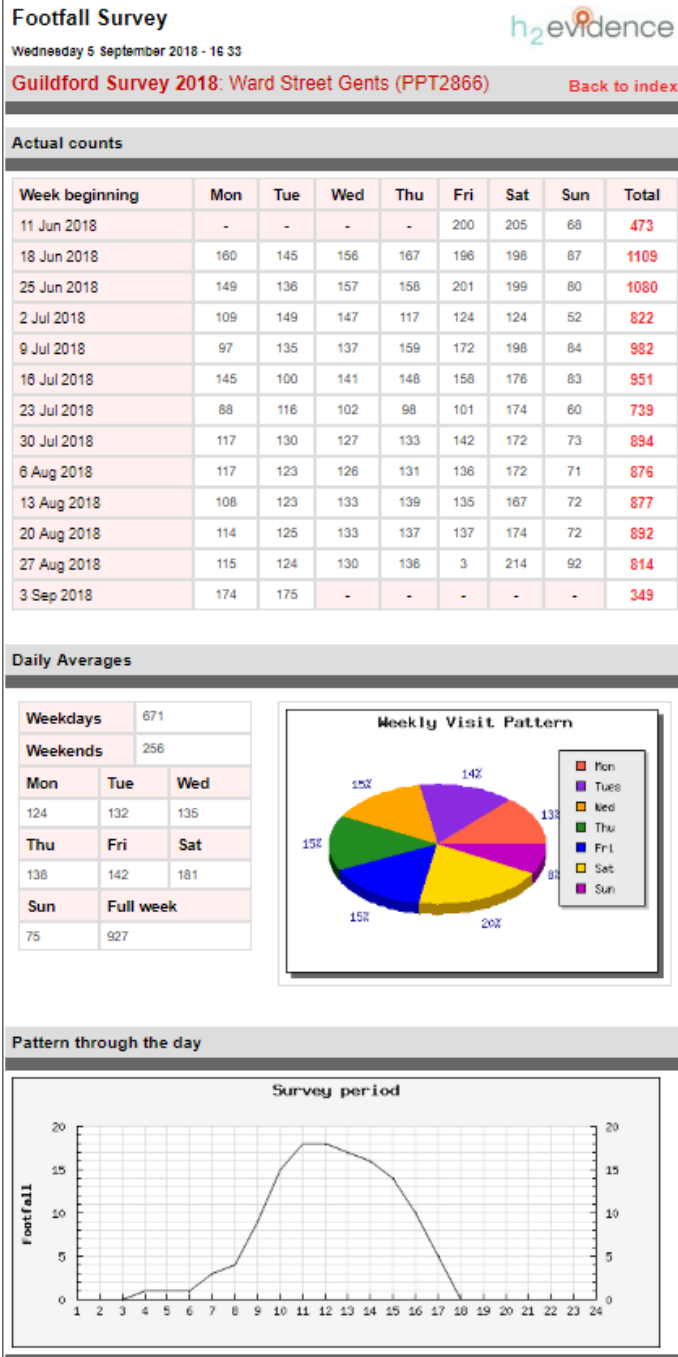 Footfall Survey
h2evidence
Wednesday 5 September 2018 - 16 33
Guildford Survey 2018: Ward Street Gents (PPT2866) Back to index
Actual counts
Week beginning Mon Tue Wed Thu Fri Sat Sun Total
11 Jun 2018 - - - - 200 205 68 473
18 Jun 2018 160 145 156 167 196 198 87 1109
25 Jun 2018 149 136 157 158 201 199 80 1080
2 Jul 2018 109 149 147 117 124 124 52 822
9 Jul 2018 97 135 137 159 172 198 84 982
16 Jul 2018 145 100 141 148 158 176 83 951
23 Jul 2018 88 116 102 98 101 174 60 739
30 Jul 2018 117 130 127 133 142 172 73 894
6 Aug 2018 117 123 126 131 136 172 71 876
13 Aug 2018 108 123 133 139 135 167 72 877
20 Aug 2018 114 125 133 137 137 174 72 892
27 Aug 2018 115 124 130 136 3 214 92 814
3 Sep 2018 174 175 - - - - - 349
Daily Averages
Weekdays 671
Weekends 256
Mon Tue Wed
124 132 135
Thu Fri Sat
138 142 181
Sun Full week
75 927
Weekly Visit Pattern
15% 14% 13%
15% 8%
15% 20%
Mon
Tues
Wed
Thu
Fri
Sat
Sun
Pattern through the day
Survey period
Footfall
20 20
15 15
10 10
5 5
0 0
1 2 3 4 5 6 7 8 9 10 11 12 13 14 15 16 17 18 19 20 21 22 23 24